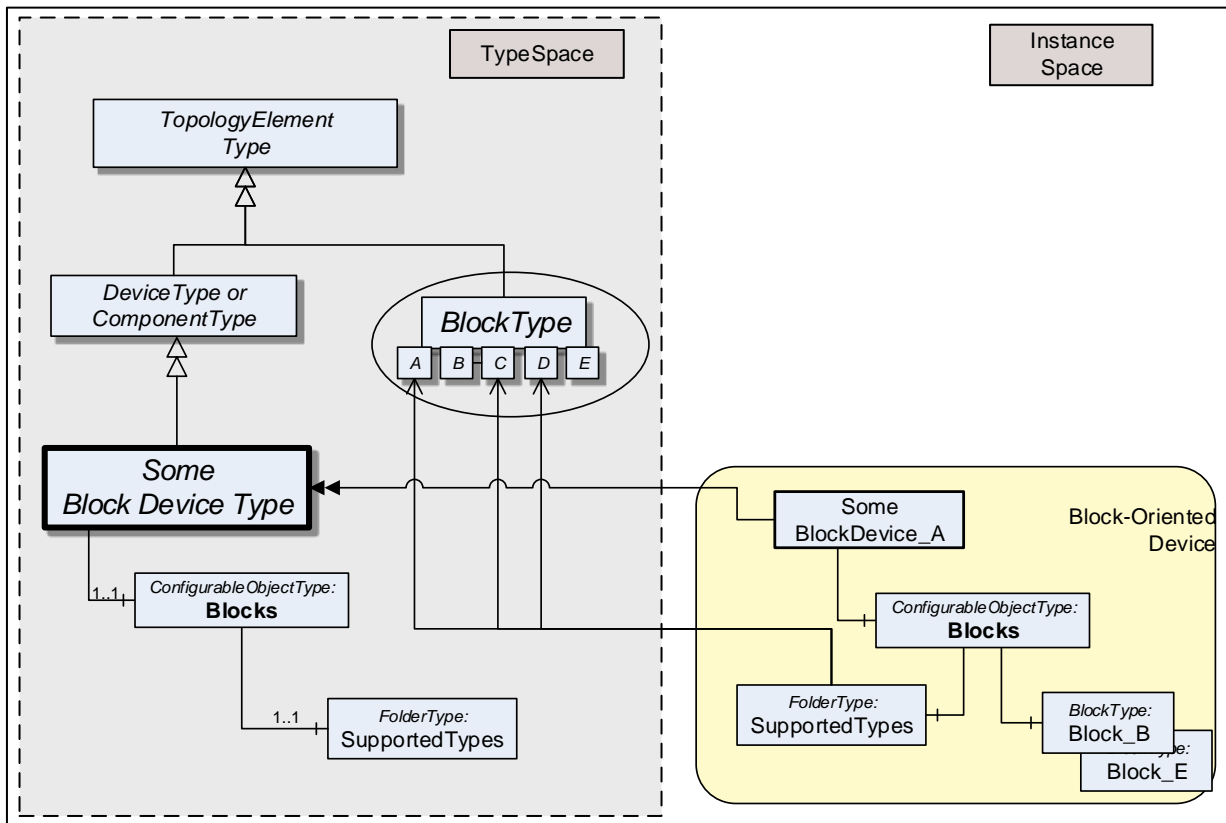 TypeSpace
Instance
Space
TopologyElement
Type
DeviceType or
ComponentType
BlockType
A
B
C
D
E
Some
Block Device Type
Some
BlockDevice_A
Block-Oriented
Device
1..1
ConfigurableObjectType:
Blocks
ConfigurableObjectType:
Blocks
1..1
FolderType:
SupportedTypes
FolderType:
SupportedTypes
BlockType:
Block_B
Type:
Block_E